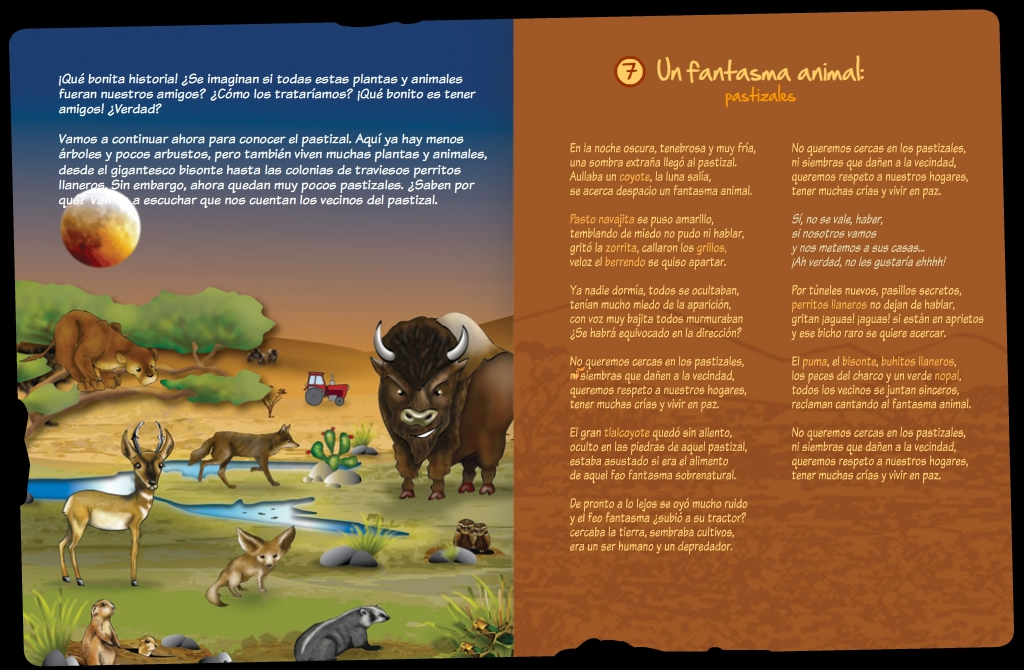 ¡Qué bonita historia! ¿Se imaginan si todas estas plantas y animales
fueran nuestros amigos? ¿Cómo los trataríamos? ¡Qué bonito es tener
amigos! ¿Verdad?
Vamos a continuar ahora para conocer el pastizal. Aquí ya hay menos
árboles y pocos arbustos, pero también viven muchas plantas y animales,
desde el gigantesco bisonte hasta las colonias de traviesos perritos
llaneros. Sin embargo, ahora quedan muy pocos pastizales. ¿Saben por
qué? Vamos a escuchar que nos cuentan los vecinos del pastizal.
7 Un fantasma animal:
pastizales
En la noche oscura, tenebrosa y muy fría,
una sombra extraña llegó al pastizal.
Aullaba un coyote, la luna salía,
se acerca despacio un fantasma animal.
Pasto navajita se puso amarillo,
temblando de miedo no pudo ni hablar,
gritó la zorrita, callaron los grillos,
veloz el berrendo se quiso apartar.
Ya nadie dormía, todos se ocultaban,
tenían mucho miedo de la aparición,
con voz muy bajita todos murmuraban
¿Se habrá equivocado en la dirección?
No queremos cercas en los pastizales,
ni siembras que dañen a la vecindad,
queremos respeto a nuestros hogares,
tener muchas crías y vivir en paz.
El gran tlalcoyote quedó sin aliento,
oculto en las piedras de aquel pastizal,
estaba asustado si era el alimento
de aquel feo fantasma sobrenatural.
De pronto a lo lejos se oyó mucho ruido
y el feo fantasma ¿subió a su tractor?
cercaba la tierra, sembraba cultivos,
era un ser humano y un depredador.
No queremos cercas en los pastizales,
ni siembras que dañen a la vecindad,
queremos respeto a nuestros hogares,
tener muchas crías y vivir en paz.
Sí, no se vale, haber,
si nosotros vamos
y nos metemos a sus casas...
¡Ah verdad, no les gustaría ehhhh!
Por túneles nuevos, pasillos secretos,
perritos llaneros no dejan de hablar,
gritan ¡aguas! ¡aguas! si están en aprietos
y ese bicho raro se quiere acercar.
El puma, el bisonte, buhitos llaneros,
los peces del charco y un verde nopal,
todos los vecinos se juntan sinceros,
reclaman cantando al fantasma animal.
No queremos cercas en los pastizales,
ni siembras que dañen a la vecindad,
queremos respeto a nuestros hogares,
tener muchas crías y vivir en paz.